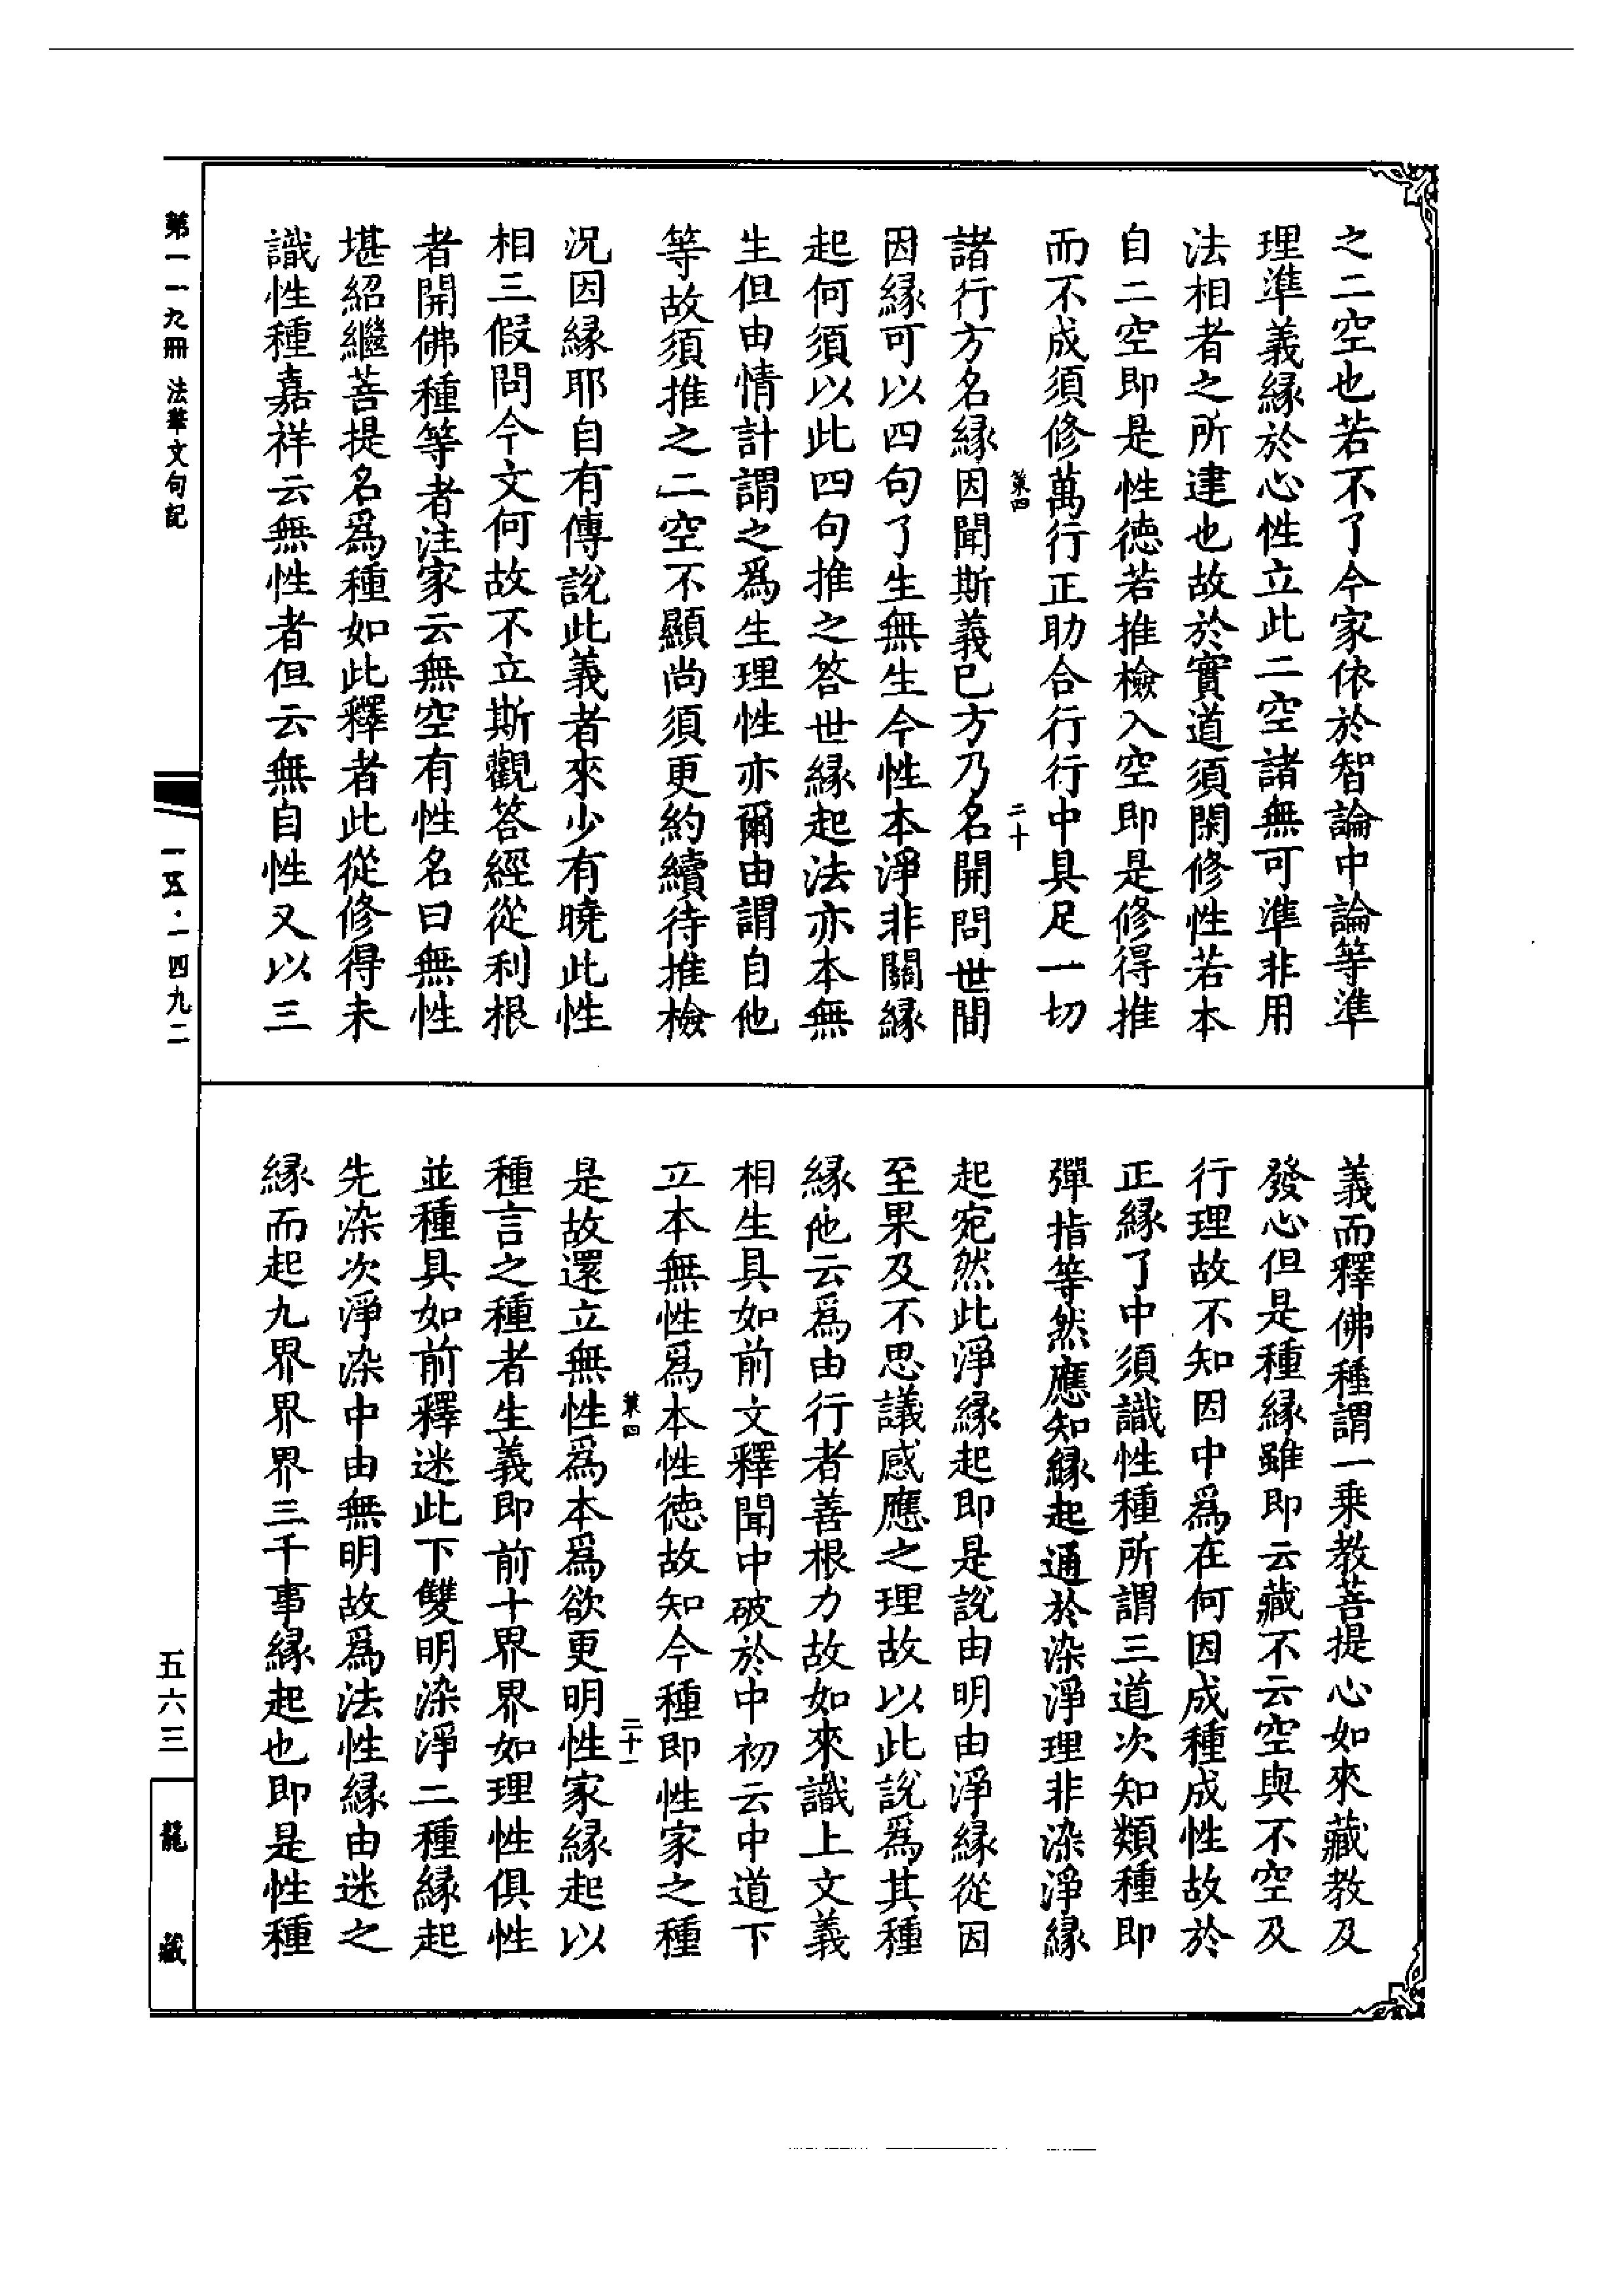 之二空也若不了今家依於智論中論等準
理準義緣於心性立此二空諸無可準非用
法相者之所建也故於實道須閑修性若本
自二空即是性德若推檢入空即是修得推
而不成須修萬行正助合行行中具足一切
第四
二十
諸行方名緣因聞斯義已方乃名開問世間
因緣可以四句了生無生今性本淨非關緣
起何須以此四句推之答世緣起法亦本無
生但由情計謂之為生理性亦爾由謂自他
等故須推之二空不顯尚須更約續待推檢
況因緣耶自有傳說此義者來少有曉此性
相三假問今文何故不立斯觀答經從利根
者開佛種等者注家云無空有性名曰無性
堪紹繼菩提名為種如此釋者此從修得未
識性種嘉祥云無性者但云無自性又以三
義而釋佛種謂一乘教菩提心如來藏教及
發心但是種緣雖即云藏不云空與不空及
行理故不知因中為在何因成種成性故於
正緣了中須識性種所謂三道次知類種即
彈指等然應知緣起通於染淨理非染淨緣
起宛然此淨緣起即是說由明由淨緣從因
至果及不思議感應之理故以此說為其種
緣他云為由行者善根力故如來識上文義
相生具如前文釋聞中破於中初云中道下
立本無性為本性德故知今種即性家之種
第四
二十一
是故還立無性為本為欲更明性家緣起以
種言之種者生義即前十界界如理性俱性
並種具如前釋迷此下雙明染淨二種緣起
先染次淨染中由無明故為法性緣由迷之
緣而起九界界界三千事緣起也即是性種
第一一九冊 法華文句記
一五·一四九二
五六三
龍藏